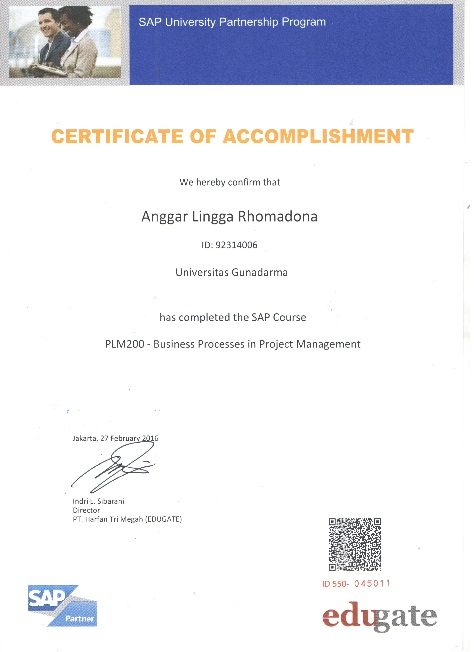 SAP University Partnership Program
CERTIFICATE OF ACCOMPLISHMENT
We hereby confirm that
Anggar Lingga Rhomadona
ID: 92314006
Universitas Gunadarma
has completed the SAP Course
PLM200 - Business Processes in Project Management
Jakarta, 27 February 2016
Indri L. Sibarani
Director
PT. Harfan Tri Megah (EDUGATE)
ID 550- 045011
SAP
Partner
edugate